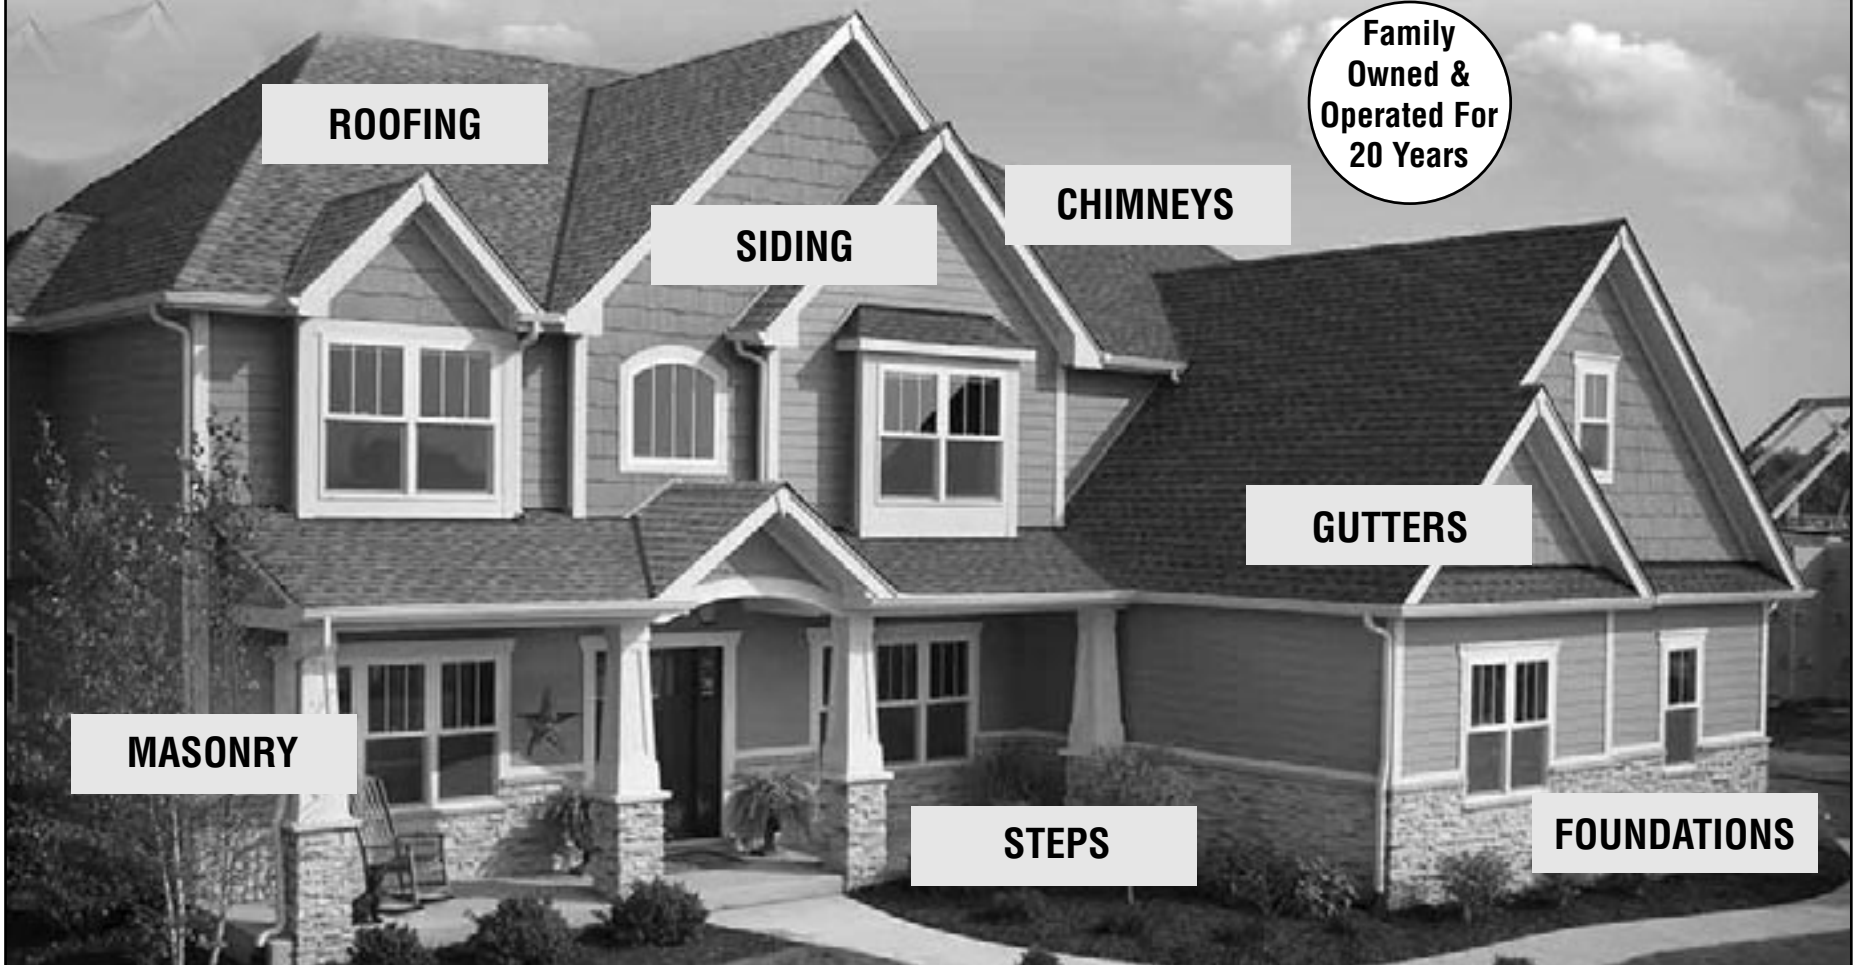 Family
Owned &
Operated For
20 Years
ROOFING
CHIMNEYS
SIDING
GUTTERS
MASONRY
STEPS
FOUNDATIONS